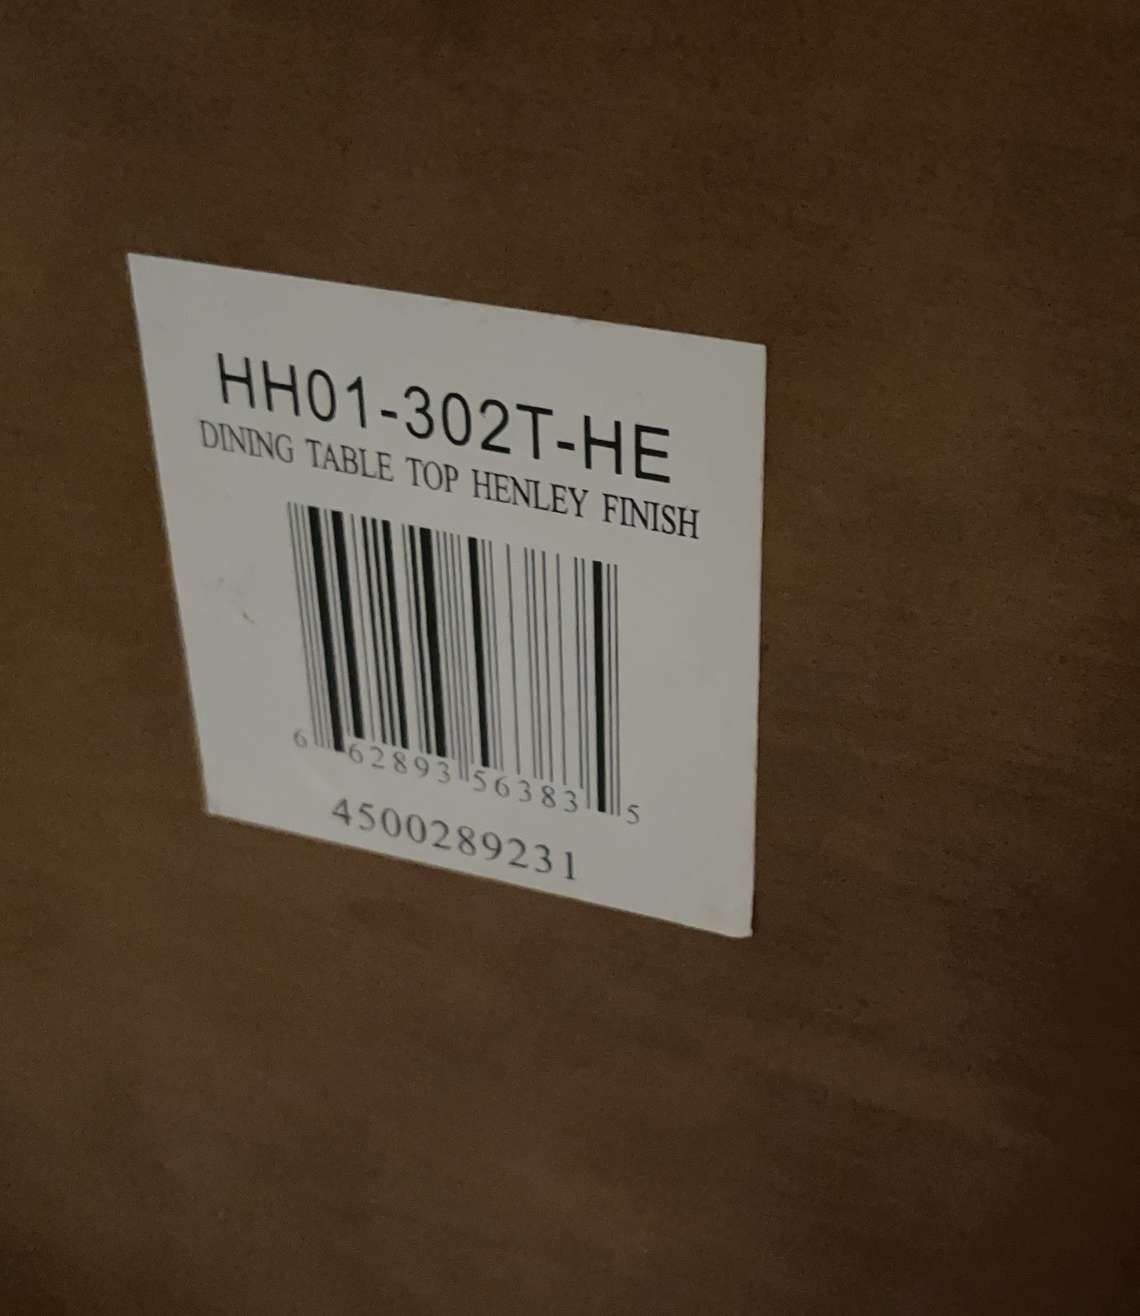 HH01-302T-HE
DINING TABLE TOP HENLEY FINISH
6 62893 56383 5
4500289231